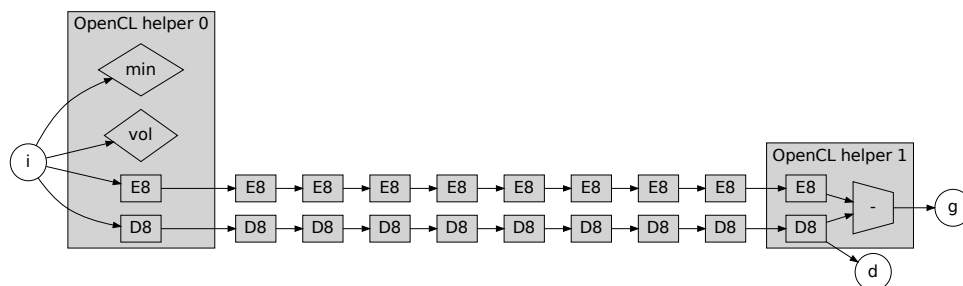 OpenCL helper 0
min
vol
i
OpenCL helper 1
E8 E8 E8 E8 E8 E8 E8 E8 E8 E8
-
g
D8 D8 D8 D8 D8 D8 D8 D8 D8 D8
d